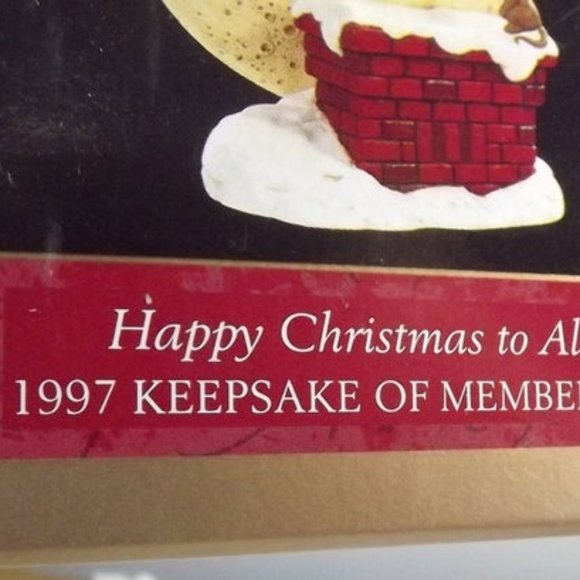 Happy Christmas to Al
1997 KEEPSAKE OF MEMBE